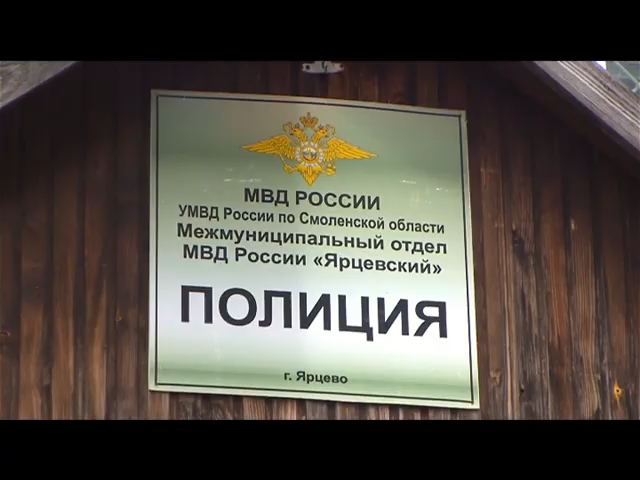 МВД РОССИИ
УМВД России по Смоленской области
Межмуниципальный отдел
МВД России «Ярцевский»
ПОЛИЦИЯ
г. Ярцево